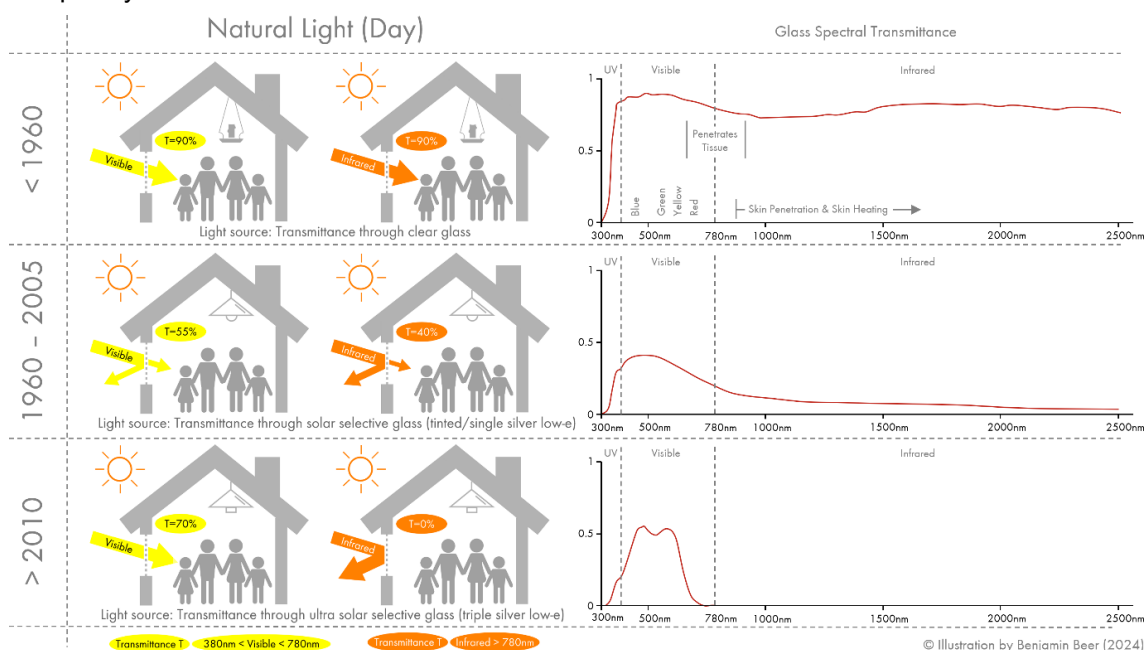 Natural Light (Day)
Glass Spectral Transmittance
< 1960
T=90%
Visible
T=90%
Infrared
Light source: Transmittance through clear glass
UV
Visible
Infrared
1
0.5
0
Penetrates
Tissue
Blue
Green
Yellow
Red
Skin Penetration & Skin Heating
300nm
500nm
780nm
1000nm
1500nm
2000nm
2500nm
1960 – 2005
T=55%
Visible
T=40%
Infrared
Light source: Transmittance through solar selective glass (tinted/single silver low-e)
UV
Visible
Infrared
1
0.5
0
300nm
500nm
780nm
1000nm
1500nm
2000nm
2500nm
> 2010
T=70%
Visible
T=0%
Infrared
Light source: Transmittance through ultra solar selective glass (triple silver low-e)
UV
Visible
Infrared
1
0.5
0
300nm
500nm
780nm
1000nm
1500nm
2000nm
2500nm
Transmittance T
380nm < Visible < 780nm
Transmittance T
Infrared > 780nm
© Illustration by Benjamin Beer (2024)